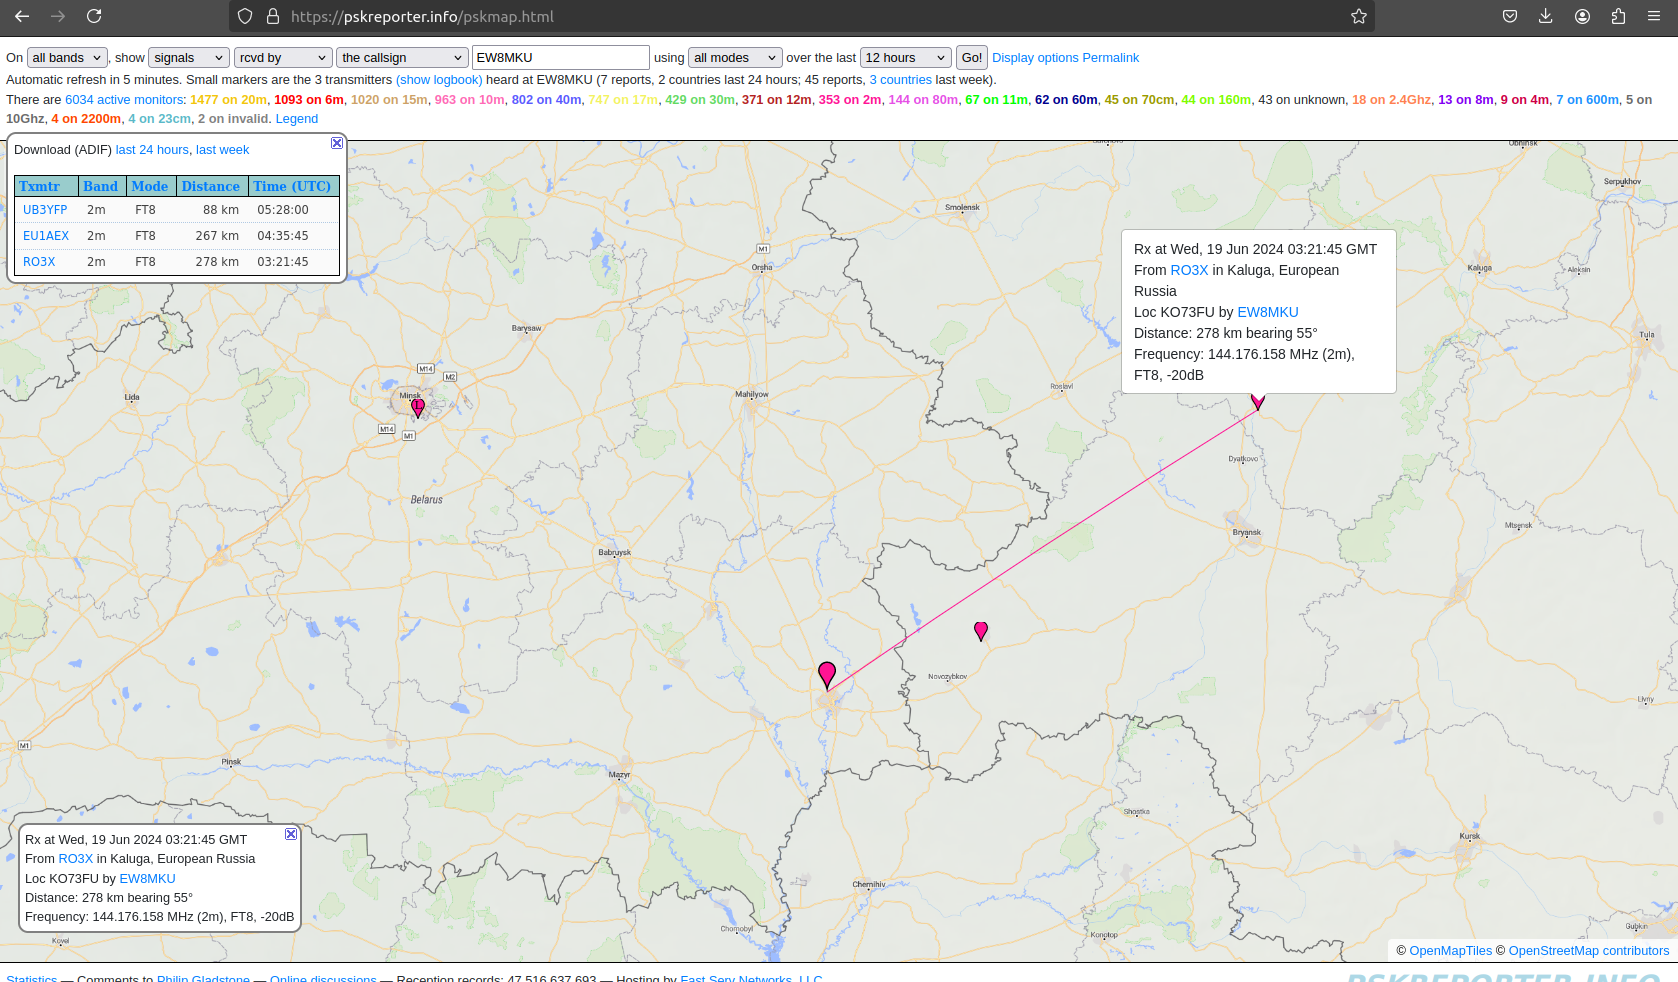 https://pskreporter.info/pskmap.html
On all bands , show signals rcvd by the callsign EW8MKU using all modes over the last 12 hours Go! Display options Permalink
Automatic refresh in 5 minutes. Small markers are the 3 transmitters (show logbook) heard at EW8MKU (7 reports, 2 countries last 24 hours; 45 reports, 3 countries last week).
There are 6034 active monitors: 1477 on 20m, 1093 on 6m, 1020 on 15m, 963 on 10m, 802 on 40m, 747 on 17m, 429 on 30m, 371 on 12m, 353 on 2m, 144 on 80m, 67 on 11m, 62 on 60m, 45 on 70cm, 44 on 160m, 43 on unknown, 18 on 2.4Ghz, 13 on 8m, 9 on 4m, 7 on 600m, 5 on
10Ghz, 4 on 2200m, 4 on 23cm, 2 on invalid. Legend
Download (ADIF) last 24 hours, last week
Txmtr Band Mode Distance Time (UTC)
UB3YFP 2m FT8 88 km 05:28:00
EU1AEX 2m FT8 267 km 04:35:45
RO3X 2m FT8 278 km 03:21:45
Obninsk
Serpukhov
Smolensk
M1
Orsha
Kaluga
Aleksin
Rx at Wed, 19 Jun 2024 03:21:45 GMT
From RO3X in Kaluga, European
Russia
Loc KO73FU by EW8MKU
Distance: 278 km bearing 55°
Frequency: 144.176.158 MHz (2m),
FT8, -20dB
Barysaw
Tula
M14
M2
Lida
Minsk
L
Mahilyow
Roslavl
M14
M1
Dyatkovo
Belarus
Mtsensk
Bryansk
Babruysk
Novozybkov
Livny
M1
Pinsk
Mazyr
Shostka
Kursk
Rx at Wed, 19 Jun 2024 03:21:45 GMT
From RO3X in Kaluga, European Russia
Loc KO73FU by EW8MKU
Distance: 278 km bearing 55°
Frequency: 144.176.158 MHz (2m), FT8, -20dB
Chernihiv
Chornobyl
Konotop
Gubkin
Kovel
© OpenMapTiles © OpenStreetMap contributors
Statistics — Comments to Philip Gladstone — Online discussions — Reception records: 47,516,637,693 — Hosting by Fast Serv Networks, LLC
PSKREPORTER.INFO